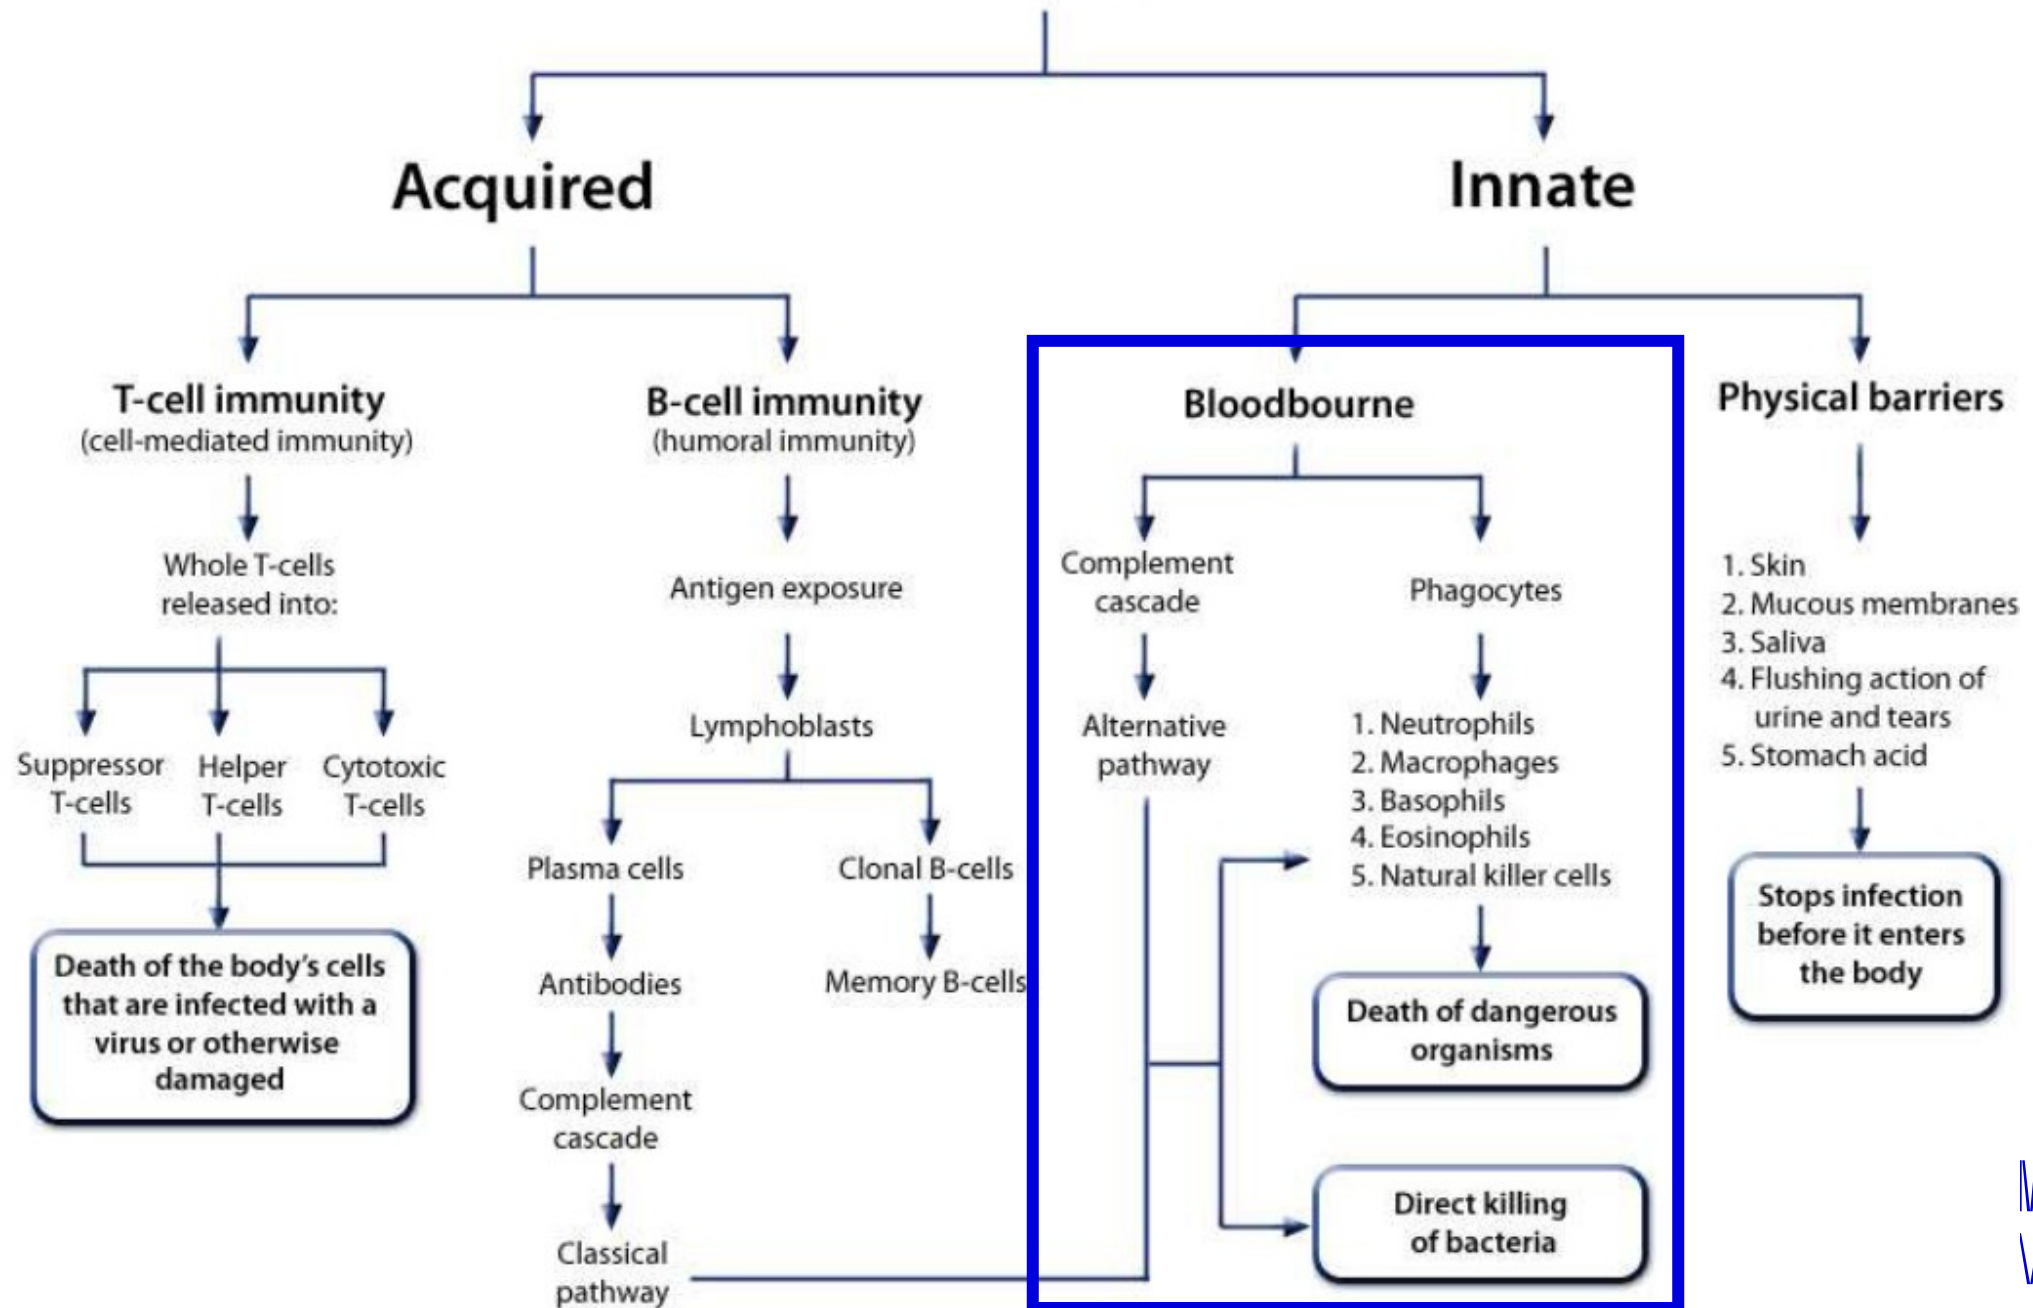 Acquired
Innate
T-cell immunity
(cell-mediated immunity)
B-cell immunity
(humoral immunity)
Bloodbourne
Physical barriers
Whole T-cells
released into:
Antigen exposure
Complement
cascade
Phagocytes
1. Skin
2. Mucous membranes
3. Saliva
4. Flushing action of
urine and tears
5. Stomach acid
Suppressor
T-cells
Helper
T-cells
Cytotoxic
T-cells
Lymphoblasts
Alternative
pathway
1. Neutrophils
2. Macrophages
3. Basophils
4. Eosinophils
5. Natural killer cells
Plasma cells
Clonal B-cells
Stops infection
before it enters
the body
Death of the body's cells
that are infected with a
virus or otherwise
damaged
Antibodies
Memory B-cells
Death of dangerous
organisms
Complement
cascade
Direct killing
of bacteria
Classical
pathway